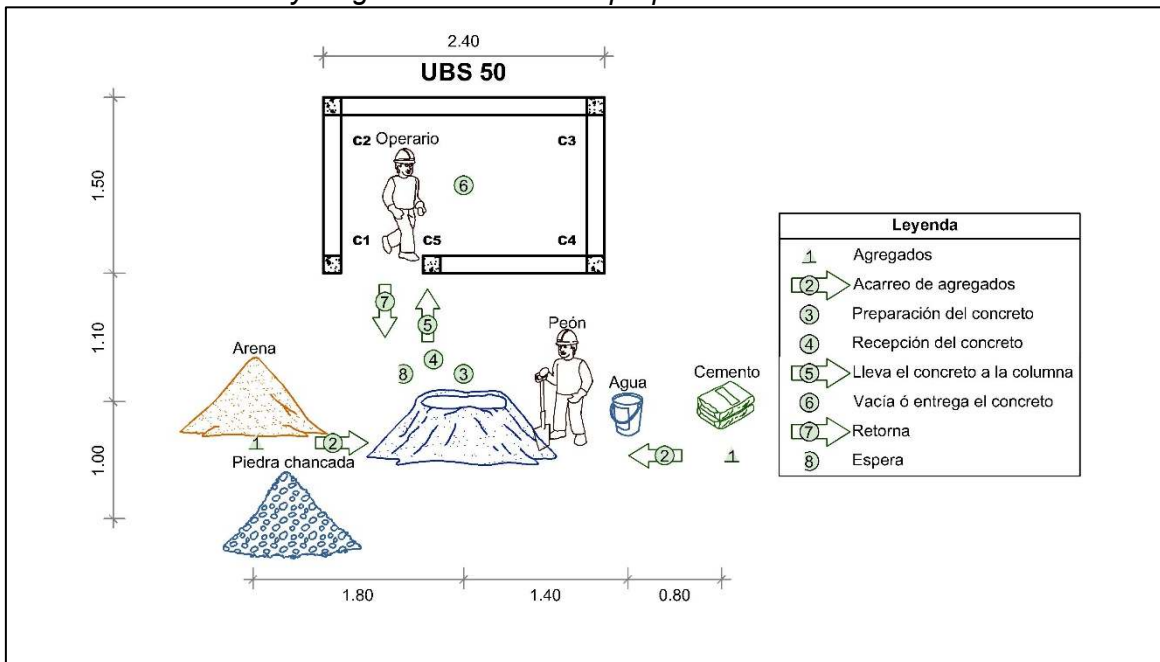 2.40
UBS 50
C2 Operario
C3
6
1.50
C1
C5
C4
7
5
1.10
Arena
4
8
3
Peón
Agua
Cemento
1
2
2
1
Piedra chancada
1.00
1.80
1.40
0.80
Leyenda
1 Agregados
2 Acarreo de agregados
3 Preparación del concreto
4 Recepción del concreto
5 Lleva el concreto a la columna
6 Vacía ó entrega el concreto
7 Retorna
8 Espera